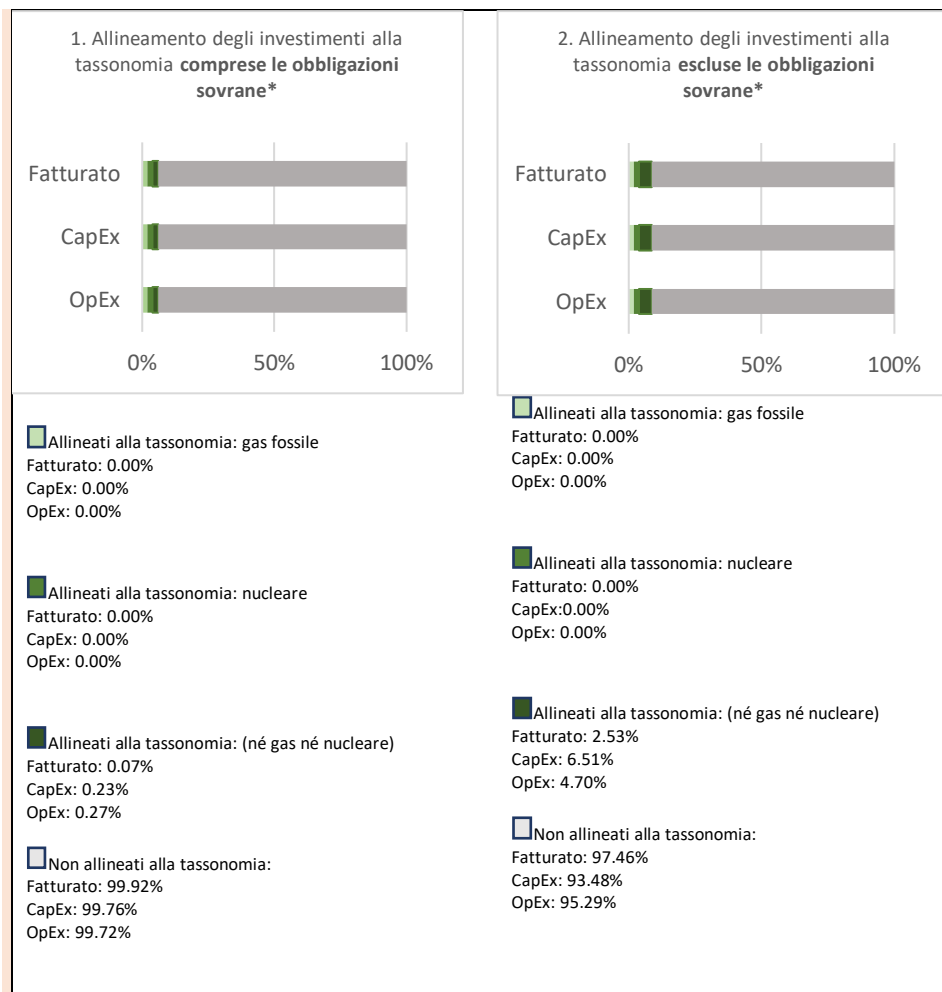 1. Allineamento degli investimenti alla
tassonomia comprese le obbligazioni
sovrane*
Fatturato
CapEx
OpEx
0%
50%
100%
Allineati alla tassonomia: gas fossile
Fatturato: 0.00%
CapEx: 0.00%
OpEx: 0.00%
Allineati alla tassonomia: nucleare
Fatturato: 0.00%
CapEx: 0.00%
OpEx: 0.00%
Allineati alla tassonomia: (né gas né nucleare)
Fatturato: 0.07%
CapEx: 0.23%
OpEx: 0.27%
Non allineati alla tassonomia:
Fatturato: 99.92%
CapEx: 99.76%
OpEx: 99.72%
2. Allineamento degli investimenti alla
tassonomia escluse le obbligazioni
sovrane*
Fatturato
CapEx
OpEx
0%
50%
100%
Allineati alla tassonomia: gas fossile
Fatturato: 0.00%
CapEx: 0.00%
OpEx: 0.00%
Allineati alla tassonomia: nucleare
Fatturato: 0.00%
CapEx:0.00%
OpEx: 0.00%
Allineati alla tassonomia: (né gas né nucleare)
Fatturato: 2.53%
CapEx: 6.51%
OpEx: 4.70%
Non allineati alla tassonomia:
Fatturato: 97.46%
CapEx: 93.48%
OpEx: 95.29%